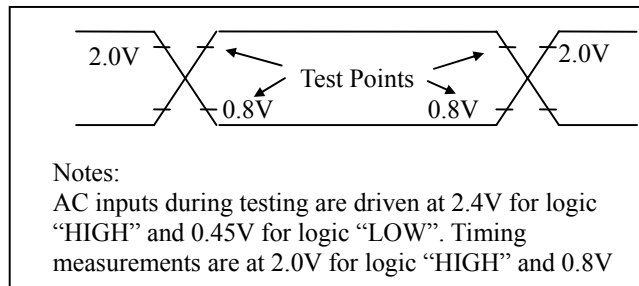 2.0V 2.0V
Test Points
0.8V 0.8V
Notes:
AC inputs during testing are driven at 2.4V for logic
“HIGH” and 0.45V for logic “LOW”. Timing
measurements are at 2.0V for logic “HIGH” and 0.8V